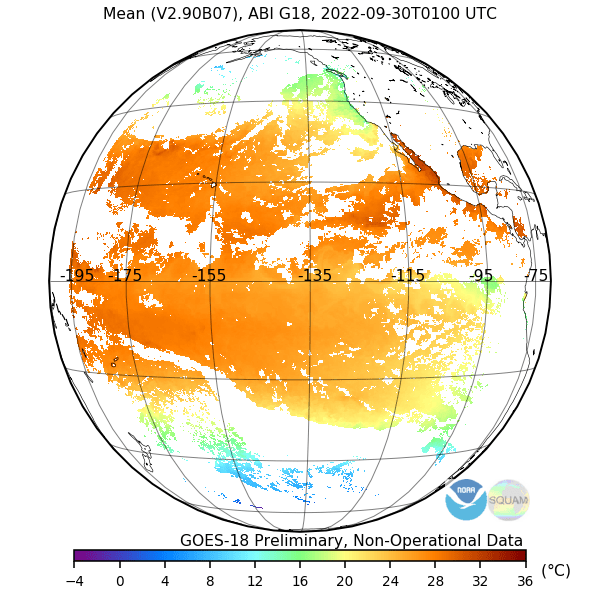 Mean (V2.90B07), ABI G18, 2022-09-30T0100 UTC
-195 -175 -155 -135 -115 -95 -75
NOAA
SQUAM
GOES-18 Preliminary, Non-Operational Data
−4 0 4 8 12 16 20 24 28 32 36
(°C)